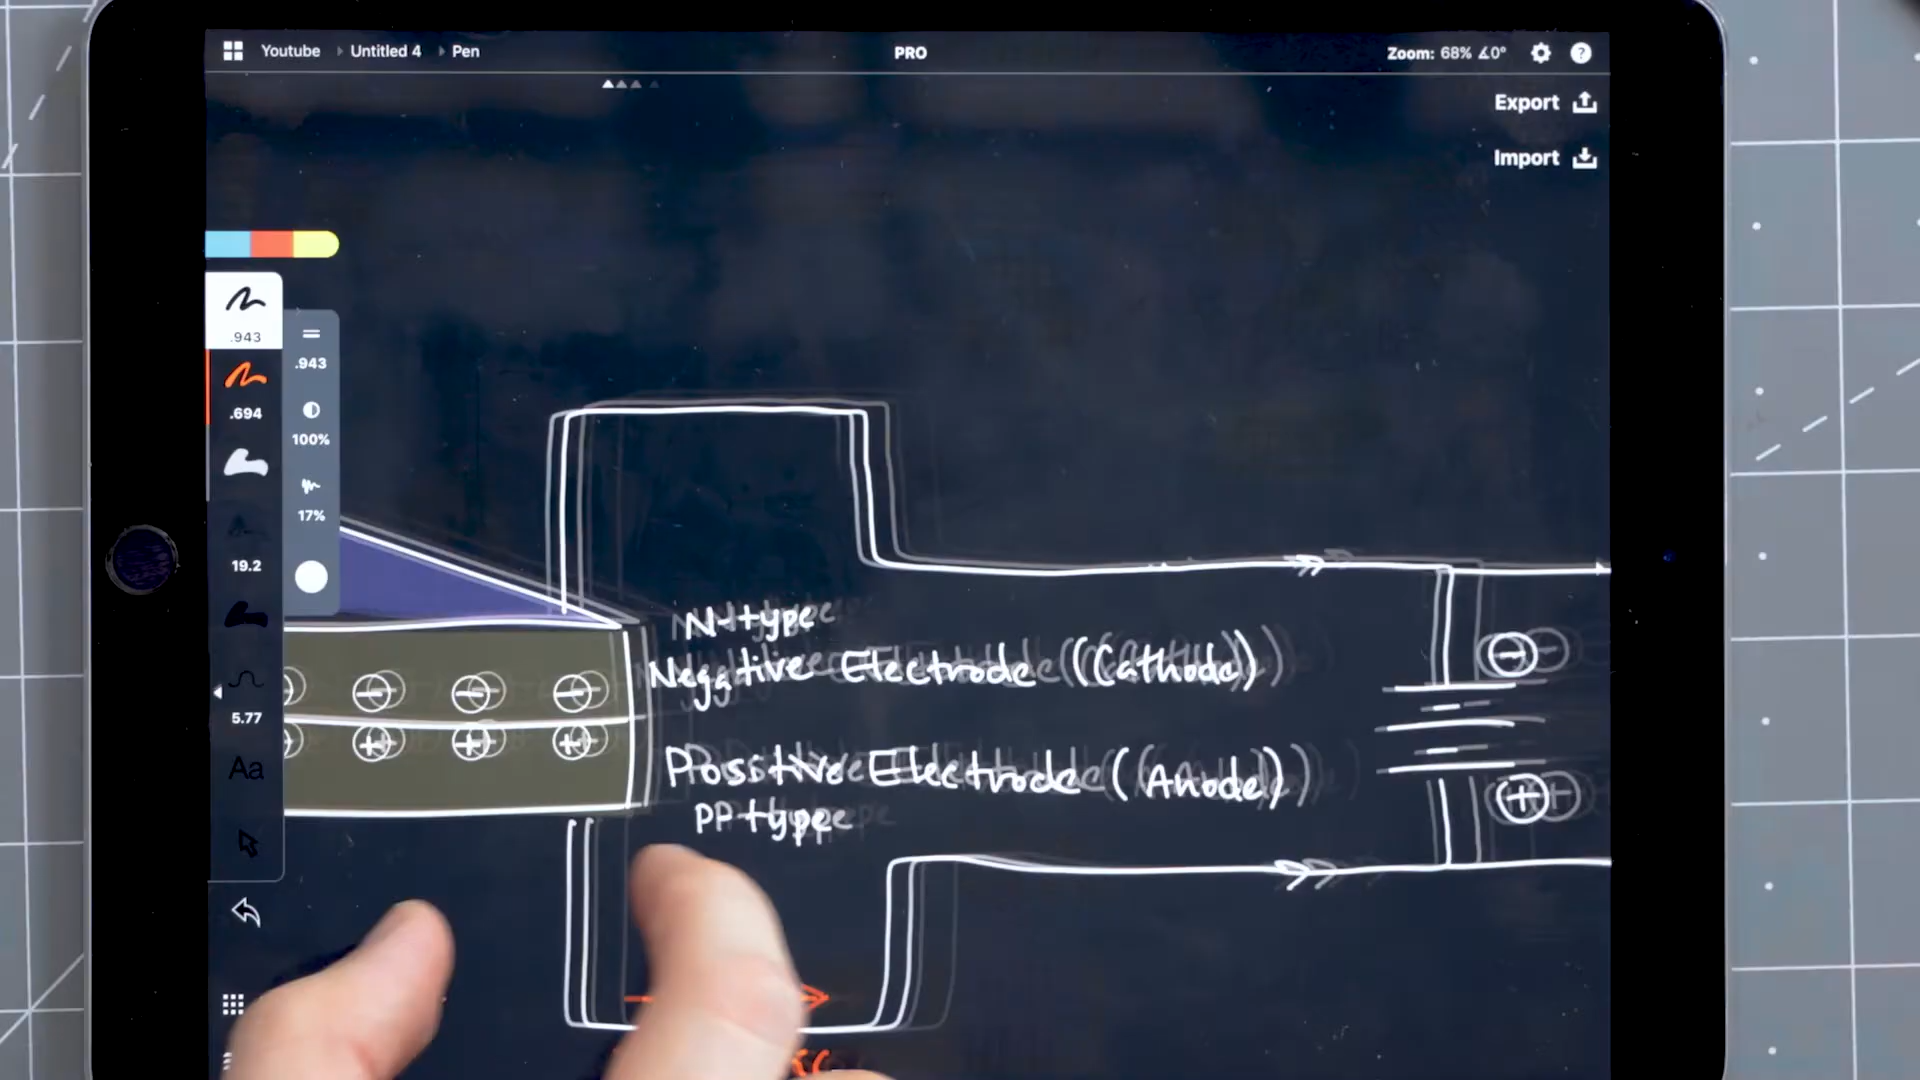 Youtube Untitled 4 Pen
PRO
Zoom: 68% ∡0°
Export
Import
.943
.943
.694
100%
17%
19.2
5.77
Aa
N-type
Negative Electrode (Cathode)
Possitive Electrode (Anode)
P-type